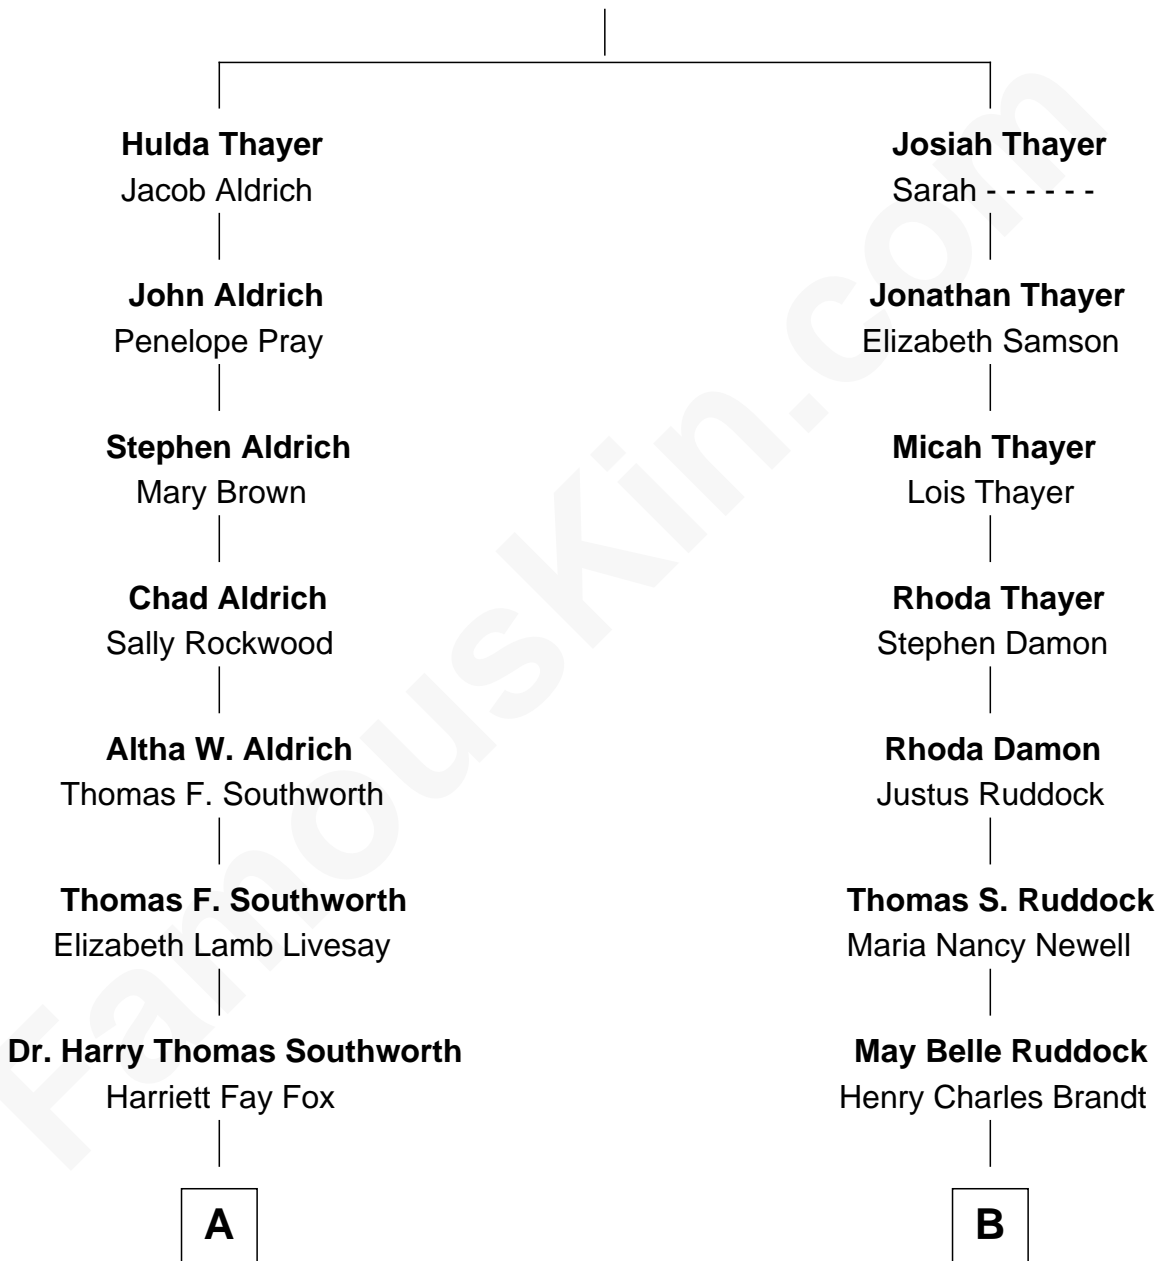 Hulda Thayer
Jacob Aldrich
Josiah Thayer
Sarah - - - - - -
John Aldrich
Penelope Pray
Jonathan Thayer
Elizabeth Samson
Stephen Aldrich
Mary Brown
Micah Thayer
Lois Thayer
Chad Aldrich
Sally Rockwood
Rhoda Thayer
Stephen Damon
Altha W. Aldrich
Thomas F. Southworth
Rhoda Damon
Justus Ruddock
Thomas F. Southworth
Elizabeth Lamb Livesay
Thomas S. Ruddock
Maria Nancy Newell
Dr. Harry Thomas Southworth
Harriett Fay Fox
May Belle Ruddock
Henry Charles Brandt
A
B
FamousKin.com